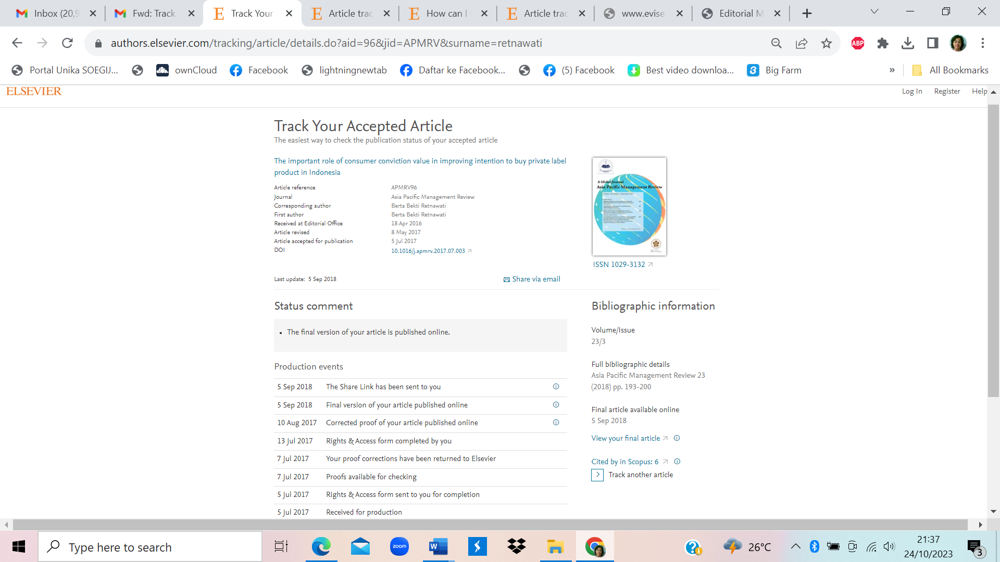 Inbox (20,9
Fwd: Track
Track Your
Article trac
How can I
Article trac
www.evise.
Editorial M
authors.elsevier.com/tracking/article/details.do?aid=96&jid=APMRV&surname=retnawati
ABP
Portal Unika SOEGIJ...
ownCloud
Facebook
lightningnewtab
Daftar ke Facebook...
(5) Facebook
Best video downloa...
Big Farm
»
All Bookmarks
ELSEVIER
Log In
Register
Help
Track Your Accepted Article
The easiest way to check the publication status of your accepted article
The important role of consumer conviction value in improving intention to buy private label
product in Indonesia
Article reference APMRV96
Journal Asia Pacific Management Review
Corresponding author Berta Bekti Retnawati
First author Berta Bekti Retnawati
Received at Editorial Office 18 Apr 2016
Article revised 8 May 2017
Article accepted for publication 5 Jul 2017
DOI 10.1016/j.apmrv.2017.07.003
A Global Journal
Asia Pacific Management Review
ISSN 1029-3132
Last update: 5 Sep 2018
Share via email
Status comment
• The final version of your article is published online.
Production events
5 Sep 2018 The Share Link has been sent to you
5 Sep 2018 Final version of your article published online
10 Aug 2017 Corrected proof of your article published online
13 Jul 2017 Rights & Access form completed by you
7 Jul 2017 Your proof corrections have been returned to Elsevier
7 Jul 2017 Proofs available for checking
5 Jul 2017 Rights & Access form sent to you for completion
5 Jul 2017 Received for production
Bibliographic information
Volume/Issue
23/3
Full bibliographic details
Asia Pacific Management Review 23
(2018) pp. 193-200
Final article available online
5 Sep 2018
View your final article
Cited by in Scopus: 6
Track another article
Type here to search
zoom
W
26°C
21:37
24/10/2023
3